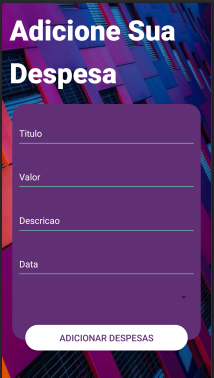 Adicione Sua
Despesa
Titulo
Valor
Descricao
Data
ADICIONAR DESPESAS